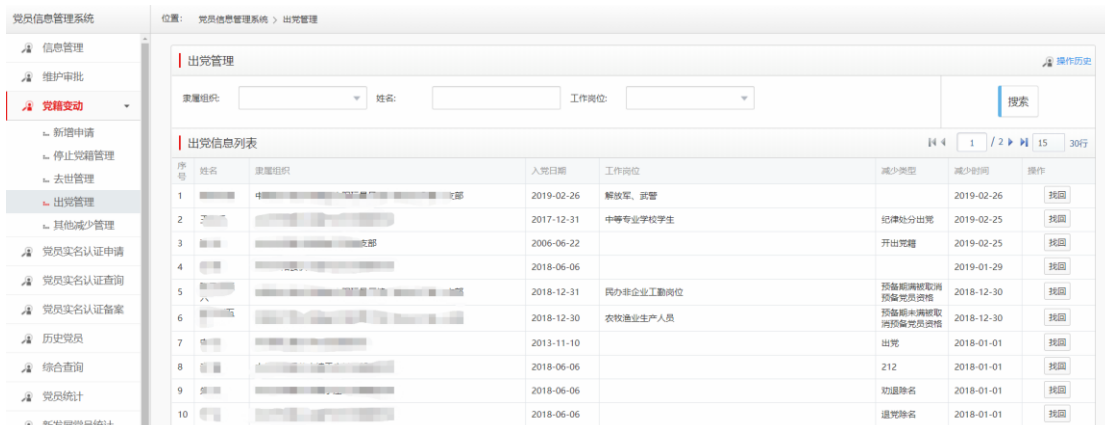 党员信息管理系统
位置: 党员信息管理系统 > 出党管理
信息管理
维护审批
党籍变动
新增申请
停止党籍管理
去世管理
出党管理
其他减少管理
党员实名认证申请
党员实名认证查询
党员实名认证备案
历史党员
综合查询
党员统计
新发展党员统计
出党管理 操作历史
隶属组织: 姓名: 工作岗位: 搜索
出党信息列表 1 / 2 15 30行
序号 姓名 隶属组织 入党日期 工作岗位 减少类型 减少时间 操作
1 支部 2019-02-26 解放军、武警 2019-02-26 找回
2 2017-12-31 中等专业学校学生 纪律处分出党 2019-02-25 找回
3 支部 2006-06-22 开出党籍 2019-02-25 找回
4 2018-06-06 2019-01-29 找回
5 2018-12-31 民办非企业工勤岗位 预备期满被取消预备党员资格 2018-12-30 找回
6 2018-12-30 农牧渔业生产人员 预备期未满被取消预备党员资格 2018-12-30 找回
7 2013-11-10 出党 2018-01-01 找回
8 2018-06-06 212 2018-01-01 找回
9 2018-06-06 劝退除名 2018-01-01 找回
10 2018-06-06 退党除名 2018-01-01 找回